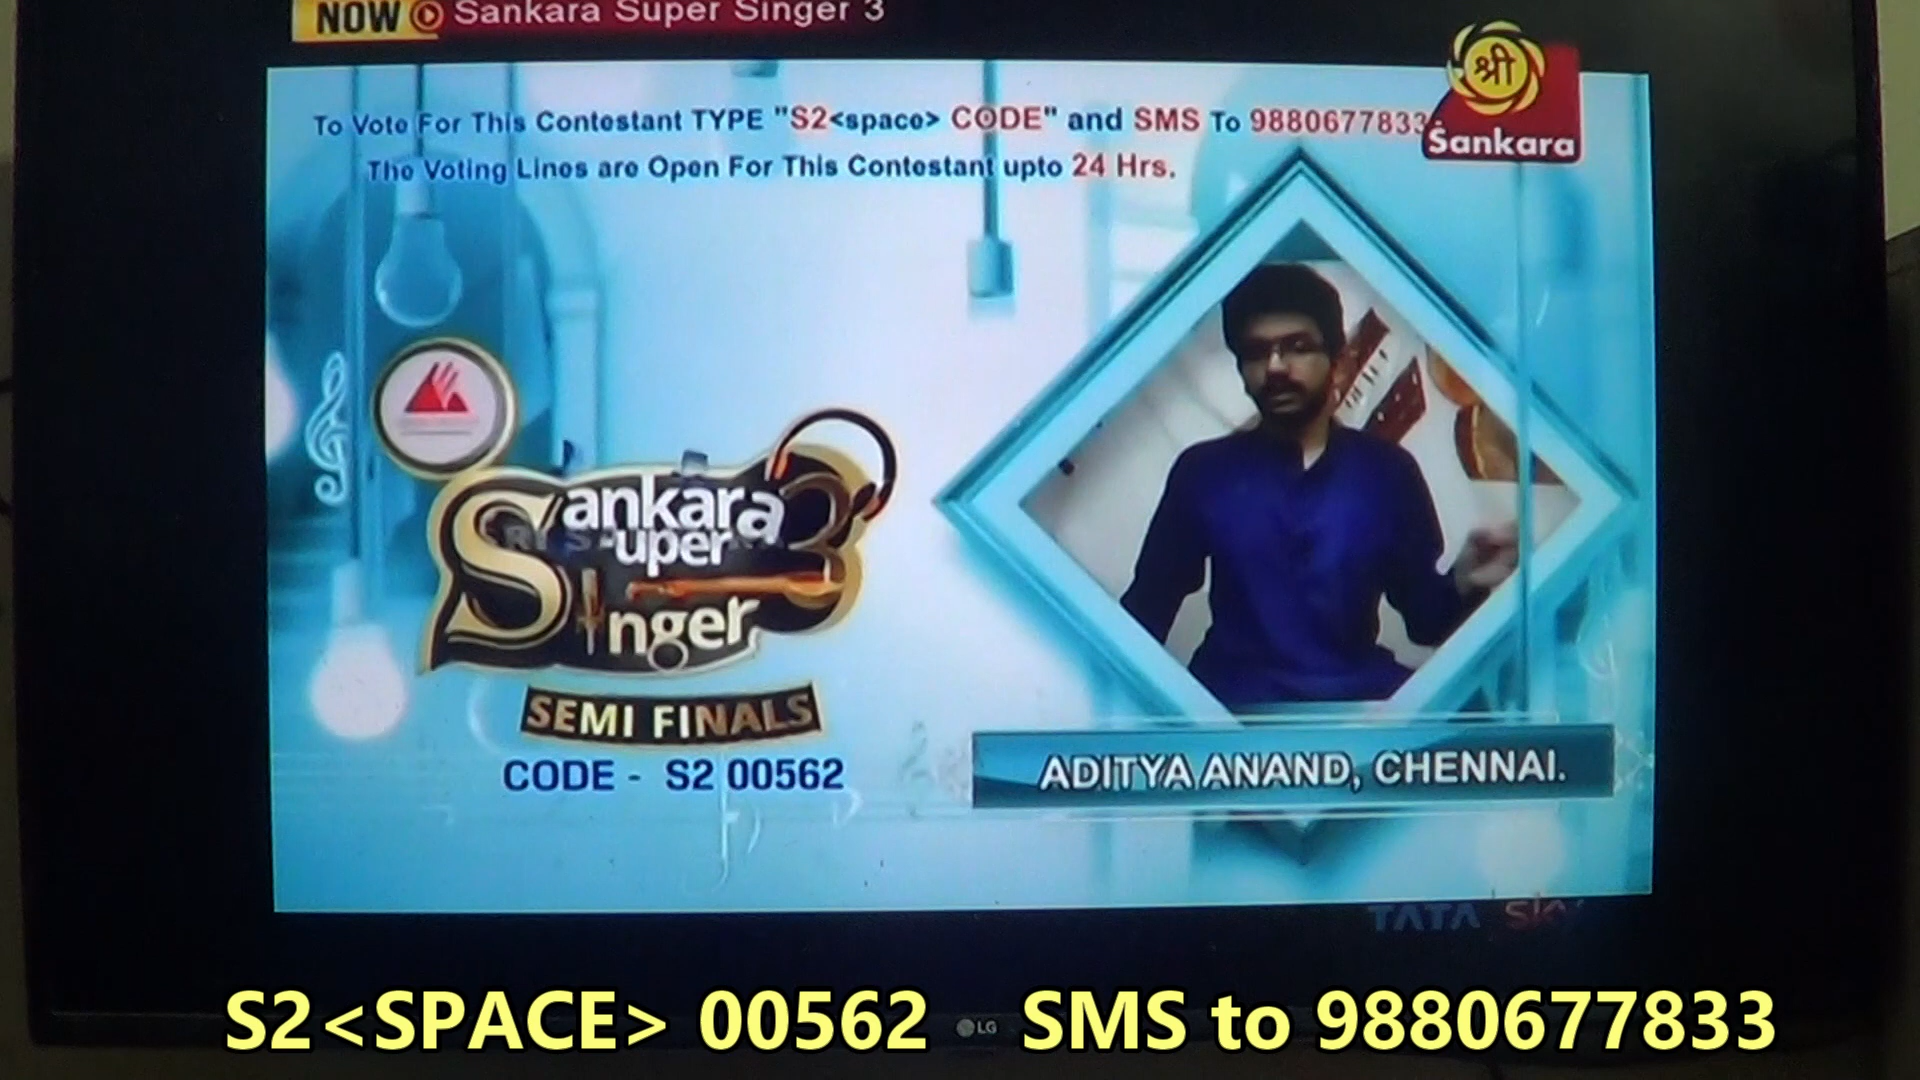 NOW Sankara Super Singer 3
श्री
Sankara
To Vote For This Contestant TYPE "S2<space> CODE" and SMS To 9880677833
The Voting Lines are Open For This Contestant upto 24 Hrs.
Sankara
Super
Singer
3
SEMI FINALS
CODE - S2 00562
ADITYA ANAND, CHENNAI.
TATA sky
LG
S2<SPACE> 00562 SMS to 9880677833